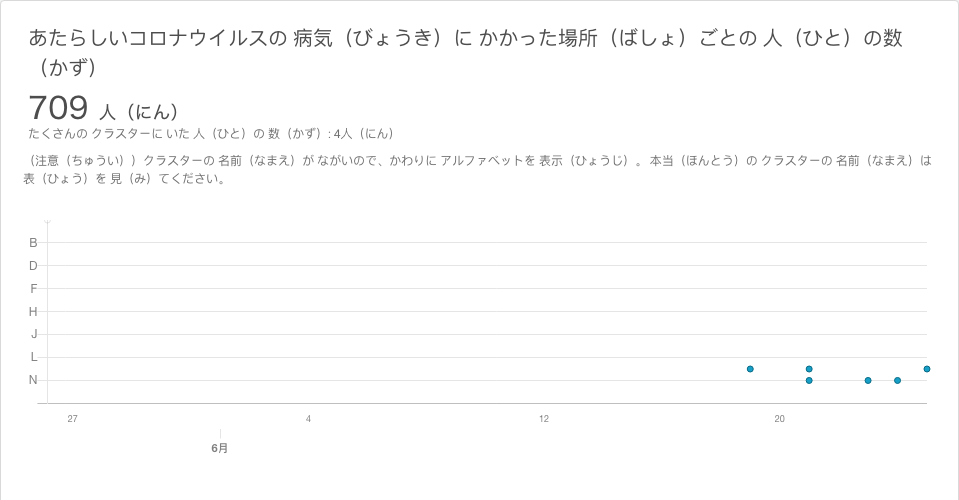 あたらしいコロナウイルスの 病気（びょうき）に かかった場所（ばしょ）ごとの 人（ひと）の数
（かず）
709 人（にん）
たくさんの クラスターに いた 人（ひと）の 数（かず）: 4人（にん）
（注意（ちゅうい））クラスターの 名前（なまえ）が ながいので、かわりに アルファベットを 表示（ひょうじ）。 本当（ほんとう）の クラスターの 名前（なまえ）は
表（ひょう）を 見（み）てください。
B
D
F
H
J
L
N
27 4 12 20
6月